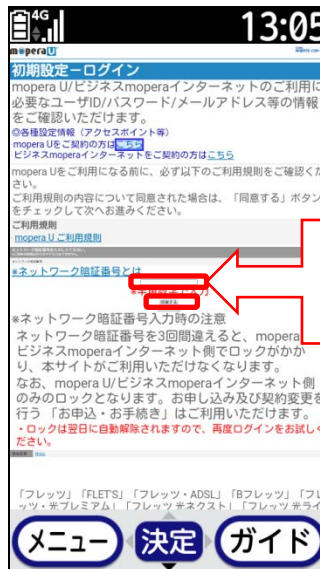 4G 13:05
mopera U
初期設定－ログイン
mopera U/ビジネスmoperaインターネットのご利用に
必要なユーザID/パスワード/メールアドレス等の情報
をご確認いただけます。
◎各種設定情報（アクセスポイント等）
mopera Uをご契約の方はこちら
ビジネスmoperaインターネットをご契約の方はこちら
mopera Uをご利用になる前に、必ず以下のご利用規則をご確認くだ
さい。
ご利用規則の内容について同意された場合は、「同意する」ボタン
をチェックして次へお進みください。
ご利用規則
mopera U ご利用規則
※ネットワーク暗証番号とは
※ネットワーク暗証番号入力時の注意
ネットワーク暗証番号を3回間違えると、mopera
ビジネスmoperaインターネット側でロックがかか
り、本サイトがご利用いただけなくなります。
なお、mopera U/ビジネスmoperaインターネット側
のみのロックとなります。お申し込み及び契約変更を
行う「お申込・お手続き」はご利用いただけます。
・ロックは翌日に自動解除されますので、再度ログインをお試しく
ださい。
「フレッツ」「FLET'S」「フレッツ・ADSL」「Bフレッツ」「フレ
ッツ・光プレミアム」「フレッツ 光ネクスト」「フレッツ 光ライ
メニュー 決定 ガイド